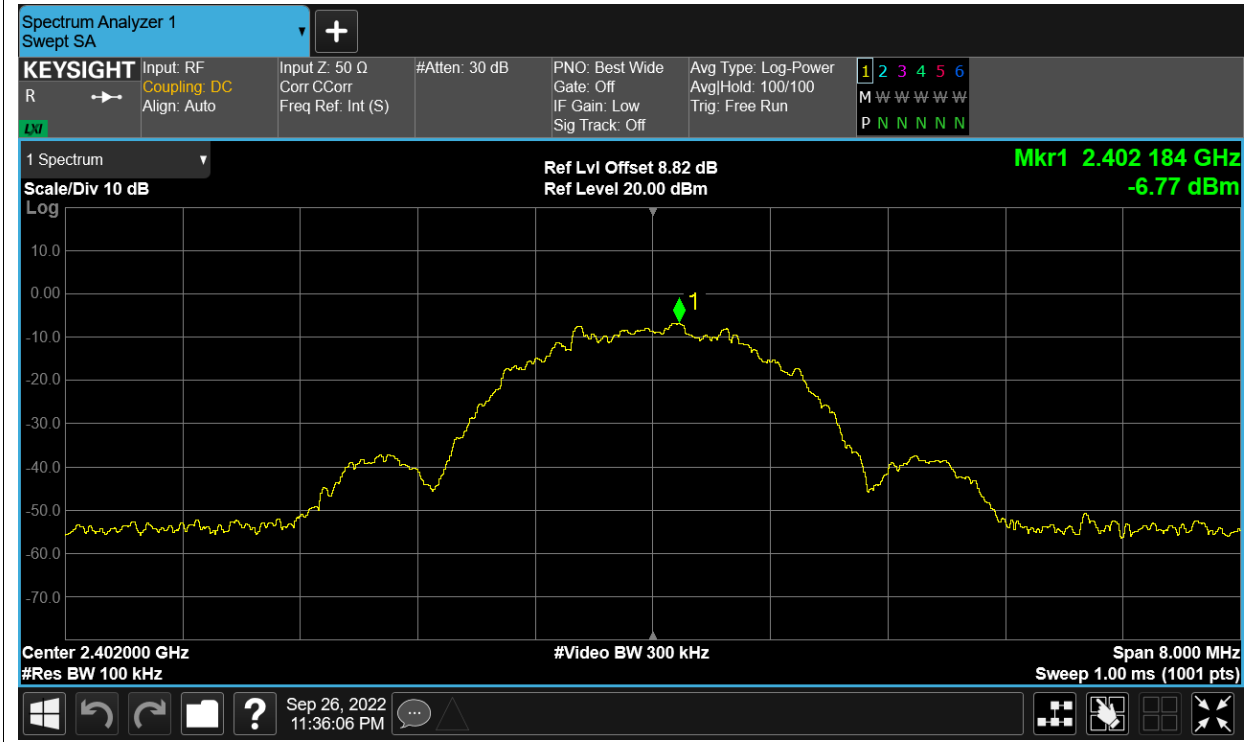 Spectrum Analyzer 1
Swept SA
KEYSIGHT
R
LXI
Input: RF
Coupling: DC
Align: Auto
Input Z: 50 Ω
Corr CCorr
Freq Ref: Int (S)
#Atten: 30 dB
PNO: Best Wide
Gate: Off
IF Gain: Low
Sig Track: Off
Avg Type: Log-Power
Avg|Hold: 100/100
Trig: Free Run
1 2 3 4 5 6
M W W W W W
P N N N N N
1 Spectrum
Scale/Div 10 dB
Log
Ref Lvl Offset 8.82 dB
Ref Level 20.00 dBm
Mkr1 2.402 184 GHz
-6.77 dBm
10.0
0.00
1
-10.0
-20.0
-30.0
-40.0
-50.0
-60.0
-70.0
Center 2.402000 GHz
#Video BW 300 kHz
Span 8.000 MHz
#Res BW 100 kHz
Sweep 1.00 ms (1001 pts)
?
Sep 26, 2022
11:36:06 PM